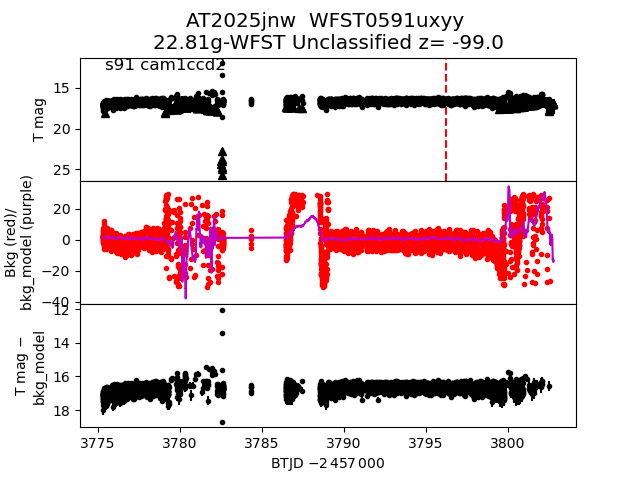 AT2025jnw  WFST0591uxyy
22.81g-WFST Unclassified z= -99.0
s91 cam1ccd2
T mag
15
20
25
Bkg (red)/
bkg_model (purple)
20
0
−20
−40
T mag −
bkg_model
12
14
16
18
3775
3780
3785
3790
3795
3800
BTJD −2 457 000